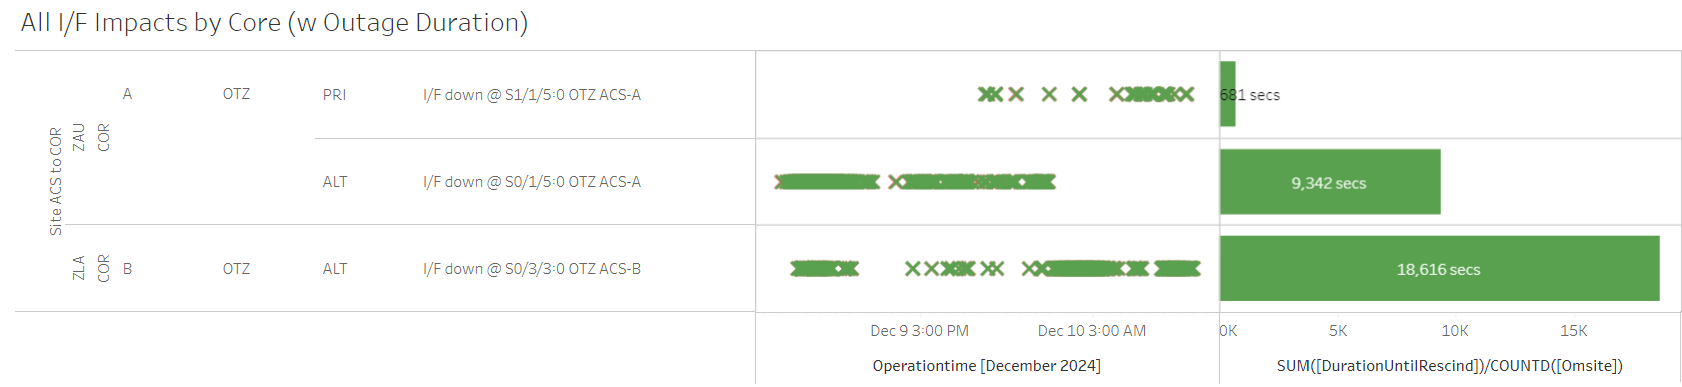 All I/F Impacts by Core (w Outage Duration)
Site ACS to COR
ZAU COR
A OTZ PRI I/F down @ S1/1/5:0 OTZ ACS-A 681 secs
ALT I/F down @ S0/1/5:0 OTZ ACS-A 9,342 secs
ZLA COR
B OTZ ALT I/F down @ S0/3/3:0 OTZ ACS-B 18,616 secs
Dec 9 3:00 PM Dec 10 3:00 AM 0K 5K 10K 15K
Operationtime [December 2024] SUM([DurationUntilRescind])/COUNTD([Omsite])